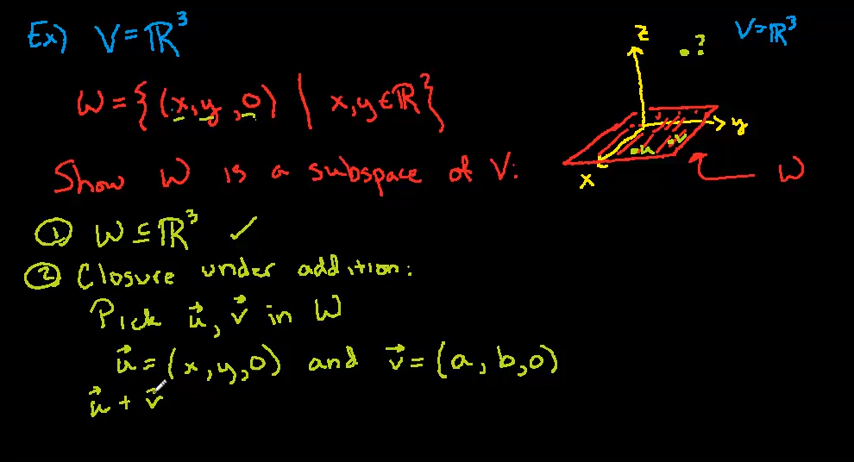 Ex) V = ℝ³
W = { (x, y, 0) | x, y ∈ ℝ }
Show W is a subspace of V:
① W ⊆ ℝ³ ✓
② Closure under addition:
Pick u⃗, v⃗ in W
u⃗ = (x, y, 0) and v⃗ = (a, b, 0)
u⃗ + v⃗
z
.?
V=ℝ³
y
.u
.v
x
W